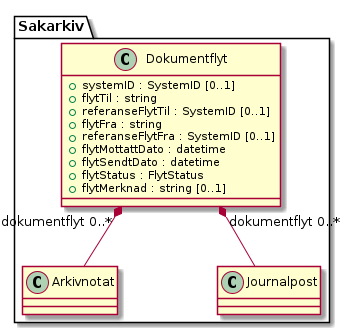 Sakarkiv
C Dokumentflyt
systemID : SystemID [0..1]
flytTil : string
referanseFlytTil : SystemID [0..1]
flytFra : string
referanseFlytFra : SystemID [0..1]
flytMottattDato : datetime
flytSendtDato : datetime
flytStatus : FlytStatus
flytMerknad : string [0..1]
dokumentflyt 0..*
dokumentflyt 0..*
C Arkivnotat
C Journalpost